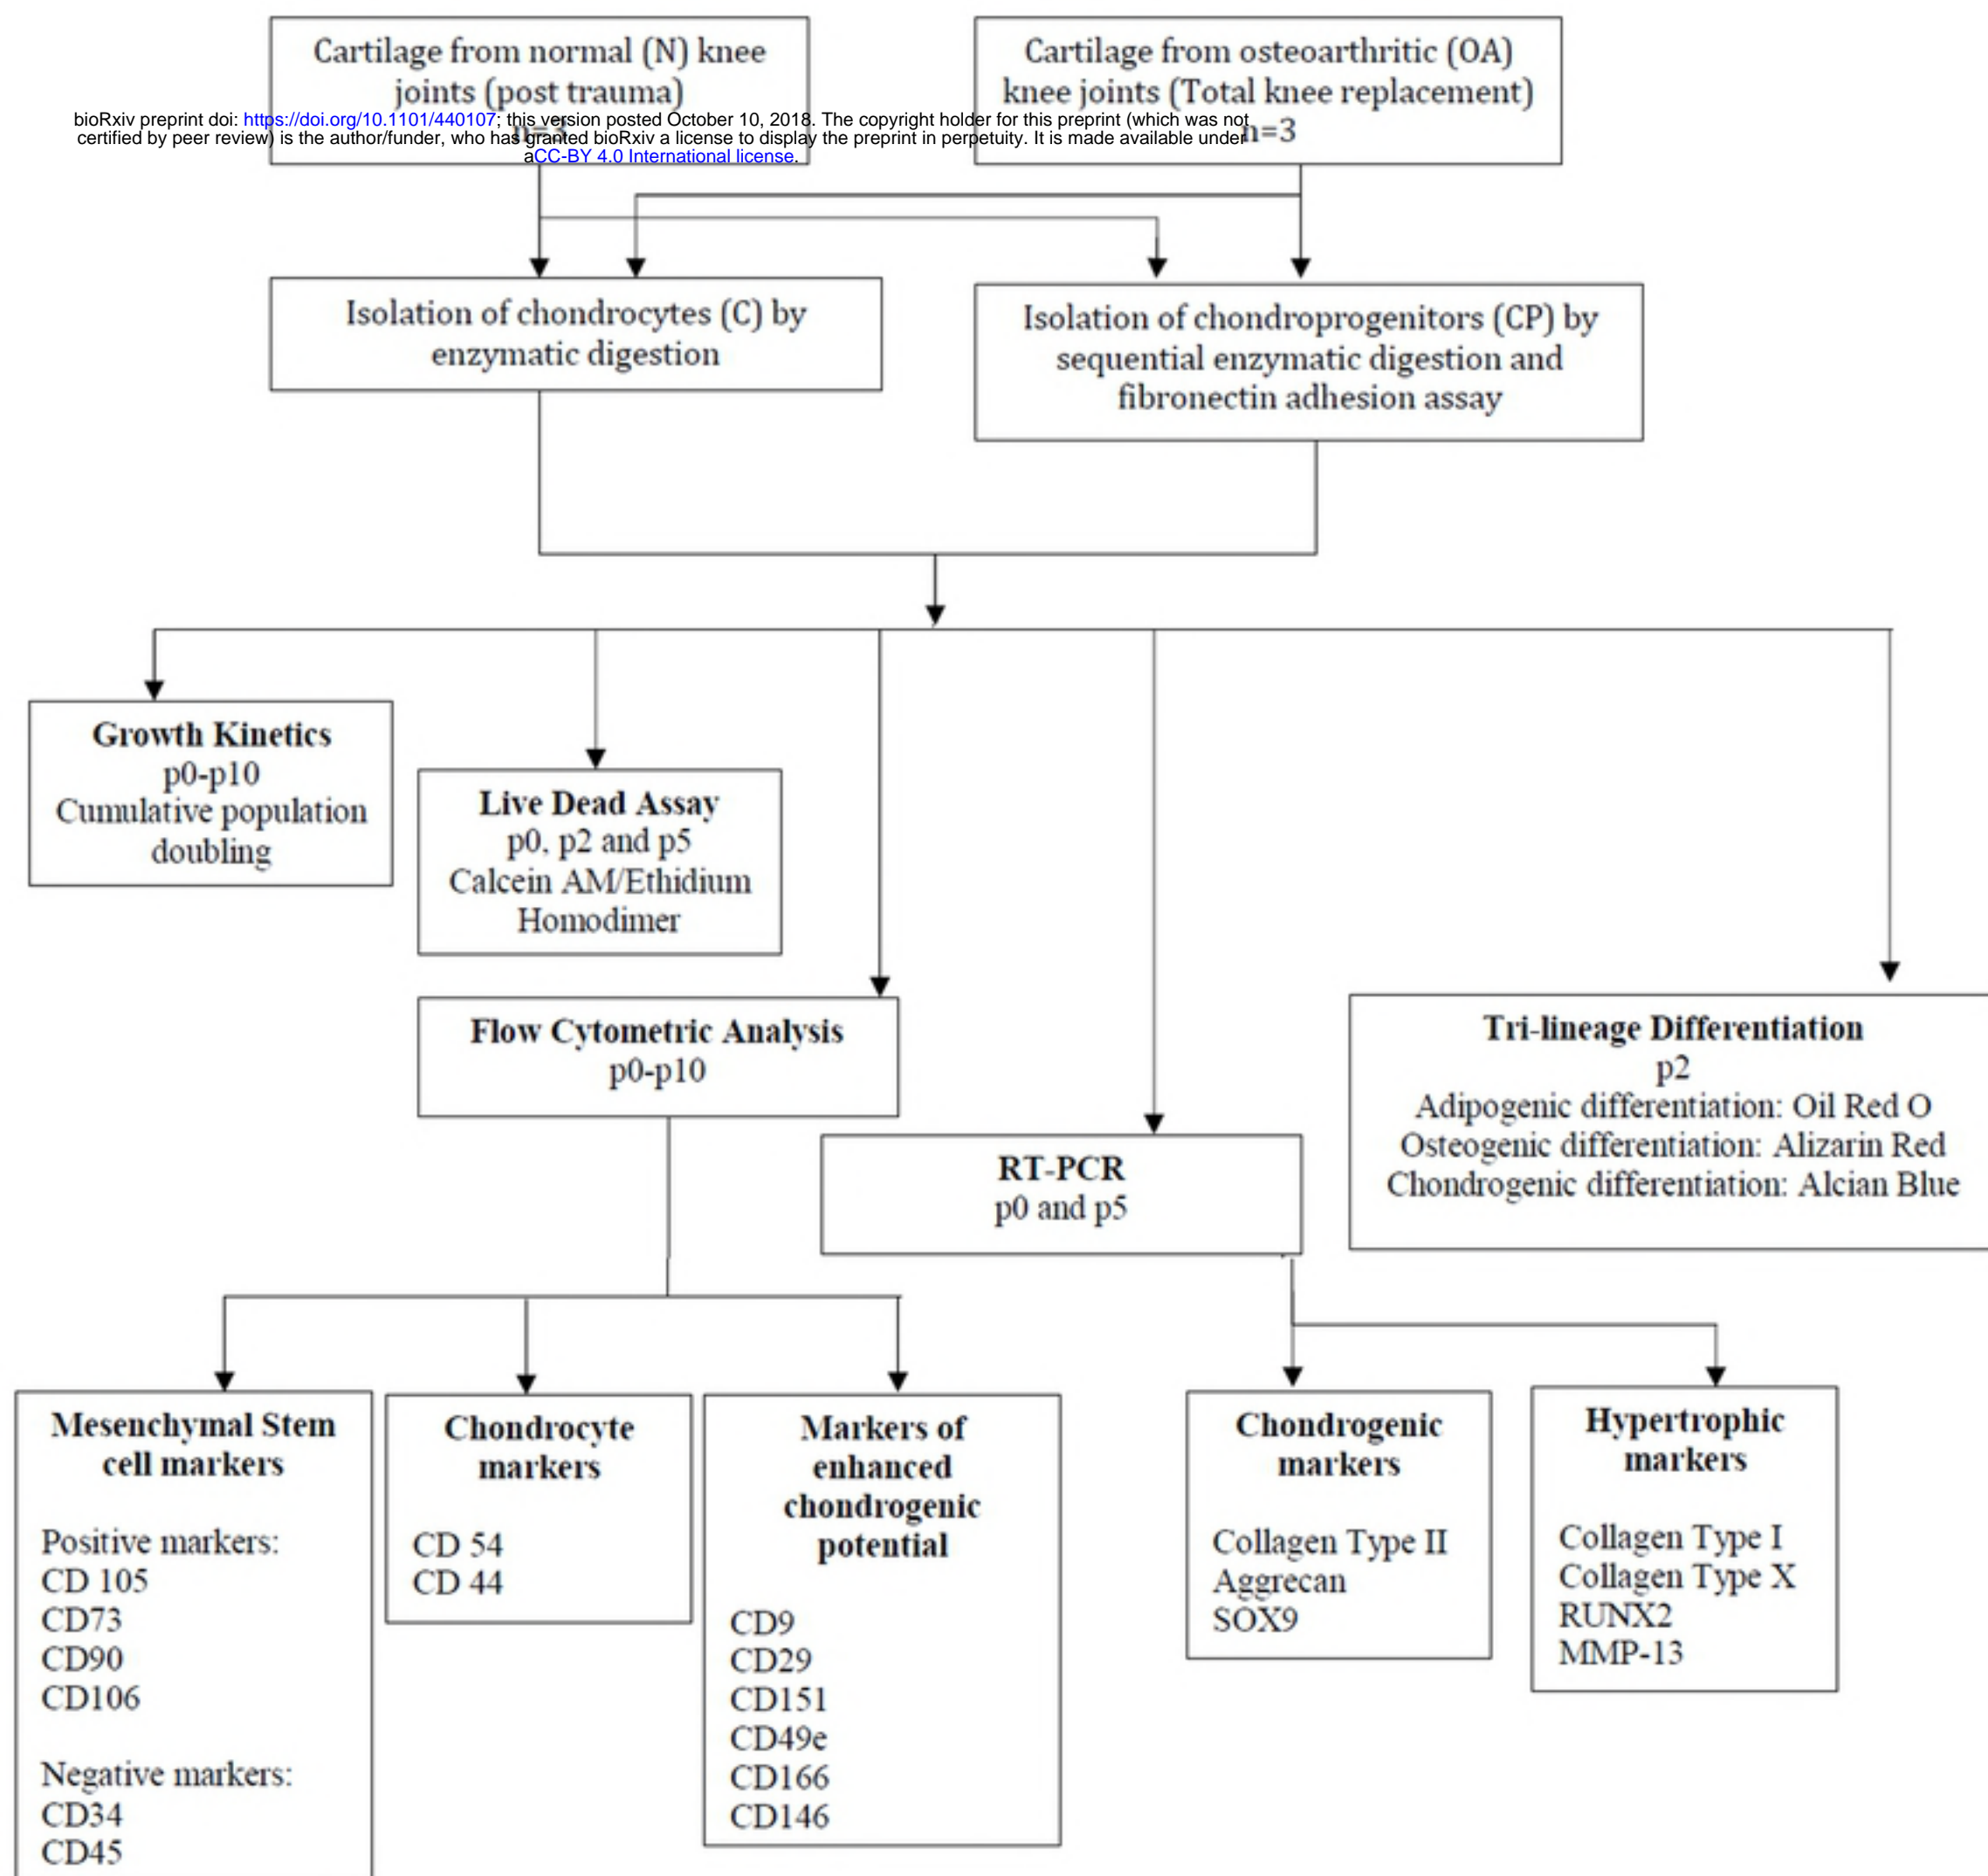 Cartilage from normal (N) knee
joints (post trauma)
n=3
Cartilage from osteoarthritic (OA)
knee joints (Total knee replacement)
n=3
bioRxiv preprint doi: https://doi.org/10.1101/440107; this version posted October 10, 2018. The copyright holder for this preprint (which was not
certified by peer review) is the author/funder, who has granted bioRxiv a license to display the preprint in perpetuity. It is made available under
aCC-BY 4.0 International license.
Isolation of chondrocytes (C) by
enzymatic digestion
Isolation of chondroprogenitors (CP) by
sequential enzymatic digestion and
fibronectin adhesion assay
Growth Kinetics
p0-p10
Cumulative population
doubling
Live Dead Assay
p0, p2 and p5
Calcein AM/Ethidium
Homodimer
Flow Cytometric Analysis
p0-p10
RT-PCR
p0 and p5
Tri-lineage Differentiation
p2
Adipogenic differentiation: Oil Red O
Osteogenic differentiation: Alizarin Red
Chondrogenic differentiation: Alcian Blue
Mesenchymal Stem
cell markers
Positive markers:
CD 105
CD73
CD90
CD106
Negative markers:
CD34
CD45
Chondrocyte
markers
CD 54
CD 44
Markers of
enhanced
chondrogenic
potential
CD9
CD29
CD151
CD49e
CD166
CD146
Chondrogenic
markers
Collagen Type II
Aggrecan
SOX9
Hypertrophic
markers
Collagen Type I
Collagen Type X
RUNX2
MMP-13